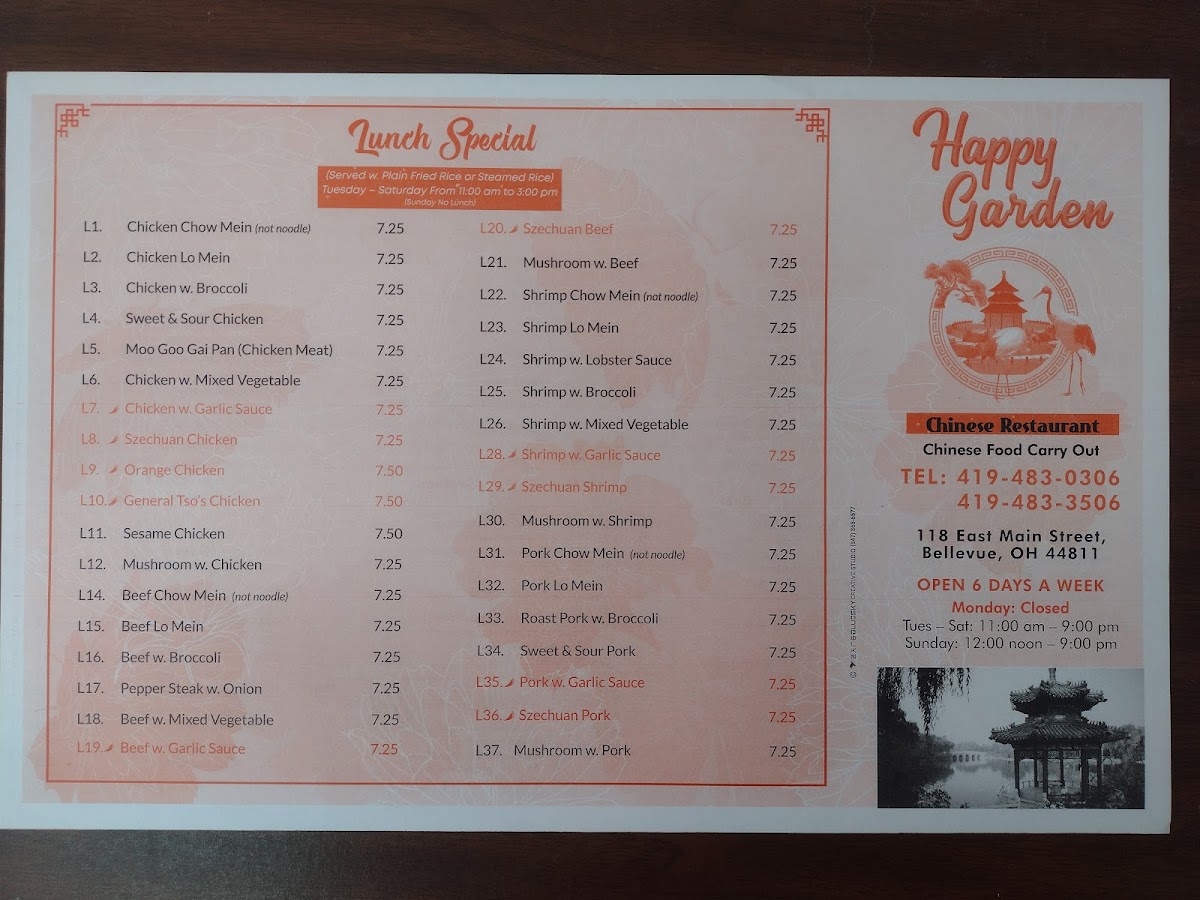 Lunch Special
(Served w. Plain Fried Rice or Steamed Rice)
Tuesday – Saturday From 11:00 am to 3:00 pm
(Sunday No Lunch)
L1. Chicken Chow Mein (not noodle) 7.25
L2. Chicken Lo Mein 7.25
L3. Chicken w. Broccoli 7.25
L4. Sweet & Sour Chicken 7.25
L5. Moo Goo Gai Pan (Chicken Meat) 7.25
L6. Chicken w. Mixed Vegetable 7.25
L7. Chicken w. Garlic Sauce 7.25
L8. Szechuan Chicken 7.25
L9. Orange Chicken 7.50
L10. General Tso's Chicken 7.50
L11. Sesame Chicken 7.50
L12. Mushroom w. Chicken 7.25
L14. Beef Chow Mein (not noodle) 7.25
L15. Beef Lo Mein 7.25
L16. Beef w. Broccoli 7.25
L17. Pepper Steak w. Onion 7.25
L18. Beef w. Mixed Vegetable 7.25
L19. Beef w. Garlic Sauce 7.25
L20. Szechuan Beef 7.25
L21. Mushroom w. Beef 7.25
L22. Shrimp Chow Mein (not noodle) 7.25
L23. Shrimp Lo Mein 7.25
L24. Shrimp w. Lobster Sauce 7.25
L25. Shrimp w. Broccoli 7.25
L26. Shrimp w. Mixed Vegetable 7.25
L28. Shrimp w. Garlic Sauce 7.25
L29. Szechuan Shrimp 7.25
L30. Mushroom w. Shrimp 7.25
L31. Pork Chow Mein (not noodle) 7.25
L32. Pork Lo Mein 7.25
L33. Roast Pork w. Broccoli 7.25
L34. Sweet & Sour Pork 7.25
L35. Pork w. Garlic Sauce 7.25
L36. Szechuan Pork 7.25
L37. Mushroom w. Pork 7.25
Happy
Garden
Chinese Restaurant
Chinese Food Carry Out
TEL: 419-483-0306
419-483-3506
118 East Main Street,
Bellevue, OH 44811
OPEN 6 DAYS A WEEK
Monday: Closed
Tues – Sat: 11:00 am – 9:00 pm
Sunday: 12:00 noon – 9:00 pm